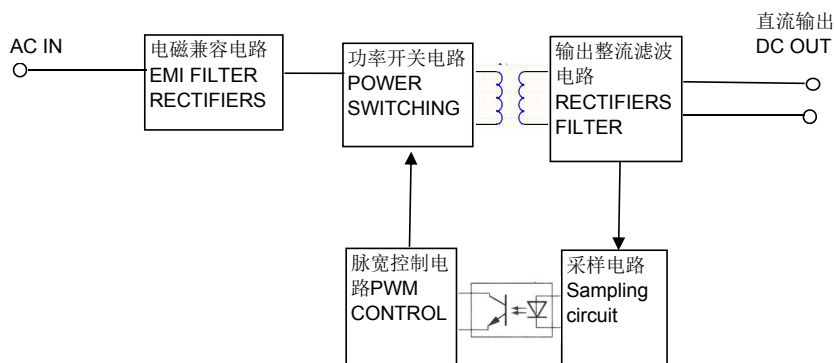 AC IN
电磁兼容电路
EMI FILTER
RECTIFIERS
功率开关电路
POWER
SWITCHING
输出整流滤波
电路
RECTIFIERS
FILTER
直流输出
DC OUT
脉宽控制电
路PWM
CONTROL
采样电路
Sampling
circuit